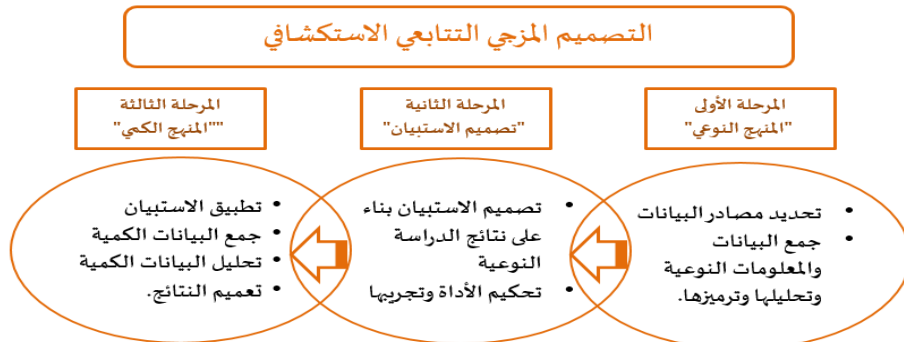 التصميم المزجي التتابعي الاستكشافي
المرحلة الأولى
"المنهج النوعي"
• تحديد مصادر البيانات
• جمع البيانات
والمعلومات النوعية
وتحليلها وترميزها.
المرحلة الثانية
"تصميم الاستبيان"
• تصميم الاستبيان بناء
على نتائج الدراسة
النوعية
• تحكيم الأداة وتجريبها
المرحلة الثالثة
""المنهج الكمي"
• تطبيق الاستبيان
• جمع البيانات الكمية
• تحليل البيانات الكمية
• تعميم النتائج.